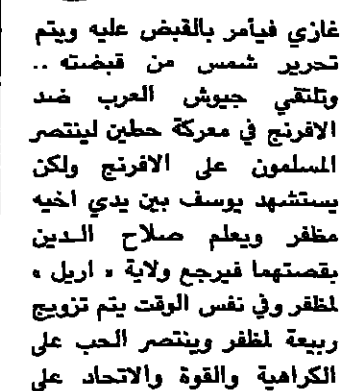 غازي فيأمر بالقبض عليه ويتم
تحرير شمس من قبضته ..
وتلتقي جيوش العرب ضد
الافرنج في معركة حطين لينتصر
المسلمون على الافرنج ولكن
يستشهد يوسف بين يدي اخيه
مظفر ويعلم صلاح الدين
بقصتهما فيرجع ولاية « اربل »
لمظفر وفي نفس الوقت يتم تزويج
ربيعة لمظفر وينتصر الحب على
الكراهية والقوة والاتحاد على